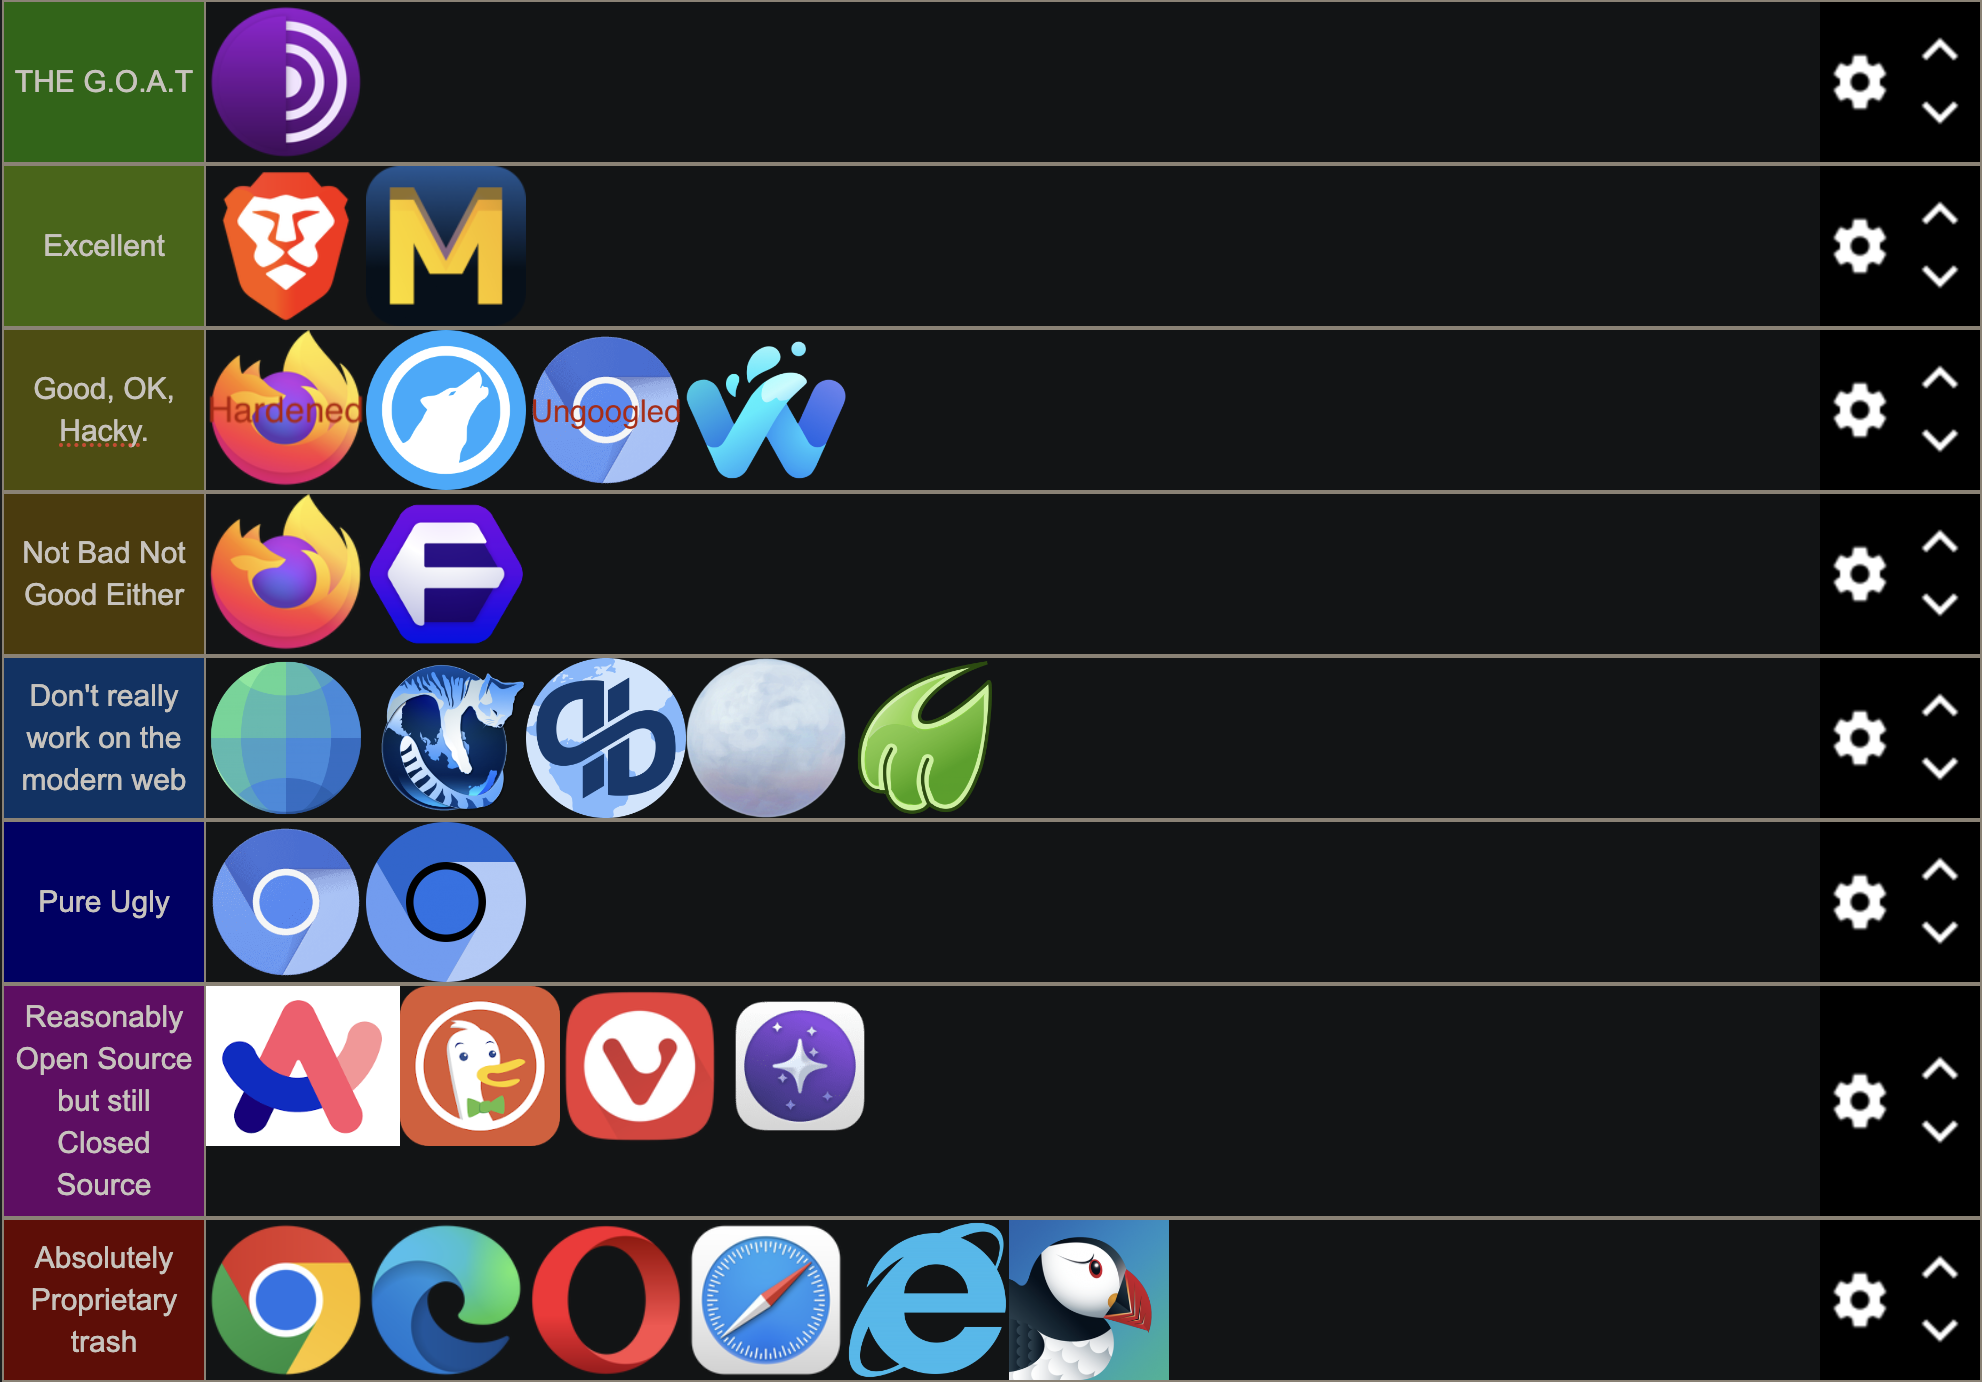 THE G.O.A.T
Excellent
Good, OK,
Hacky.
Hardened
Ungoogled
Not Bad Not
Good Either
Don't really
work on the
modern web
Pure Ugly
Reasonably
Open Source
but still
Closed
Source
Absolutely
Proprietary
trash